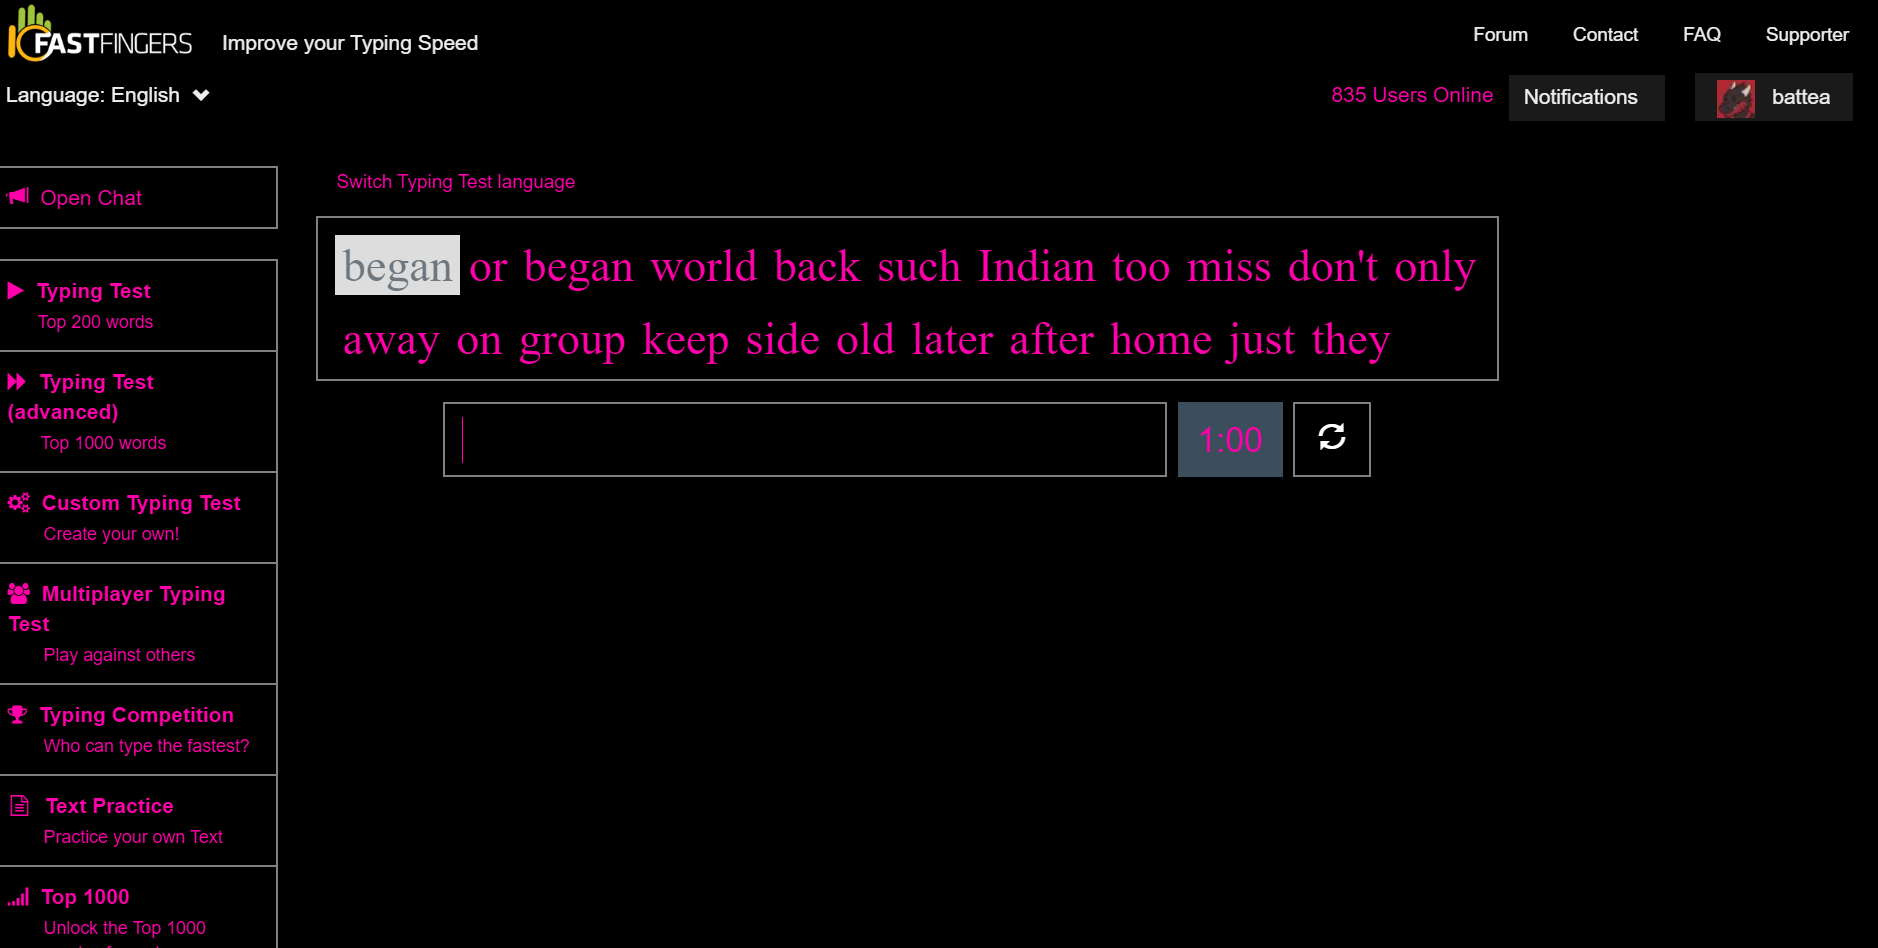 FASTFINGERS
Improve your Typing Speed
Forum
Contact
FAQ
Supporter
Language: English
835 Users Online
Notifications
battea
Open Chat
Typing Test
Top 200 words
Typing Test
(advanced)
Top 1000 words
Custom Typing Test
Create your own!
Multiplayer Typing
Test
Play against others
Typing Competition
Who can type the fastest?
Text Practice
Practice your own Text
Top 1000
Unlock the Top 1000
Switch Typing Test language
began or began world back such Indian too miss don't only
away on group keep side old later after home just they
1:00